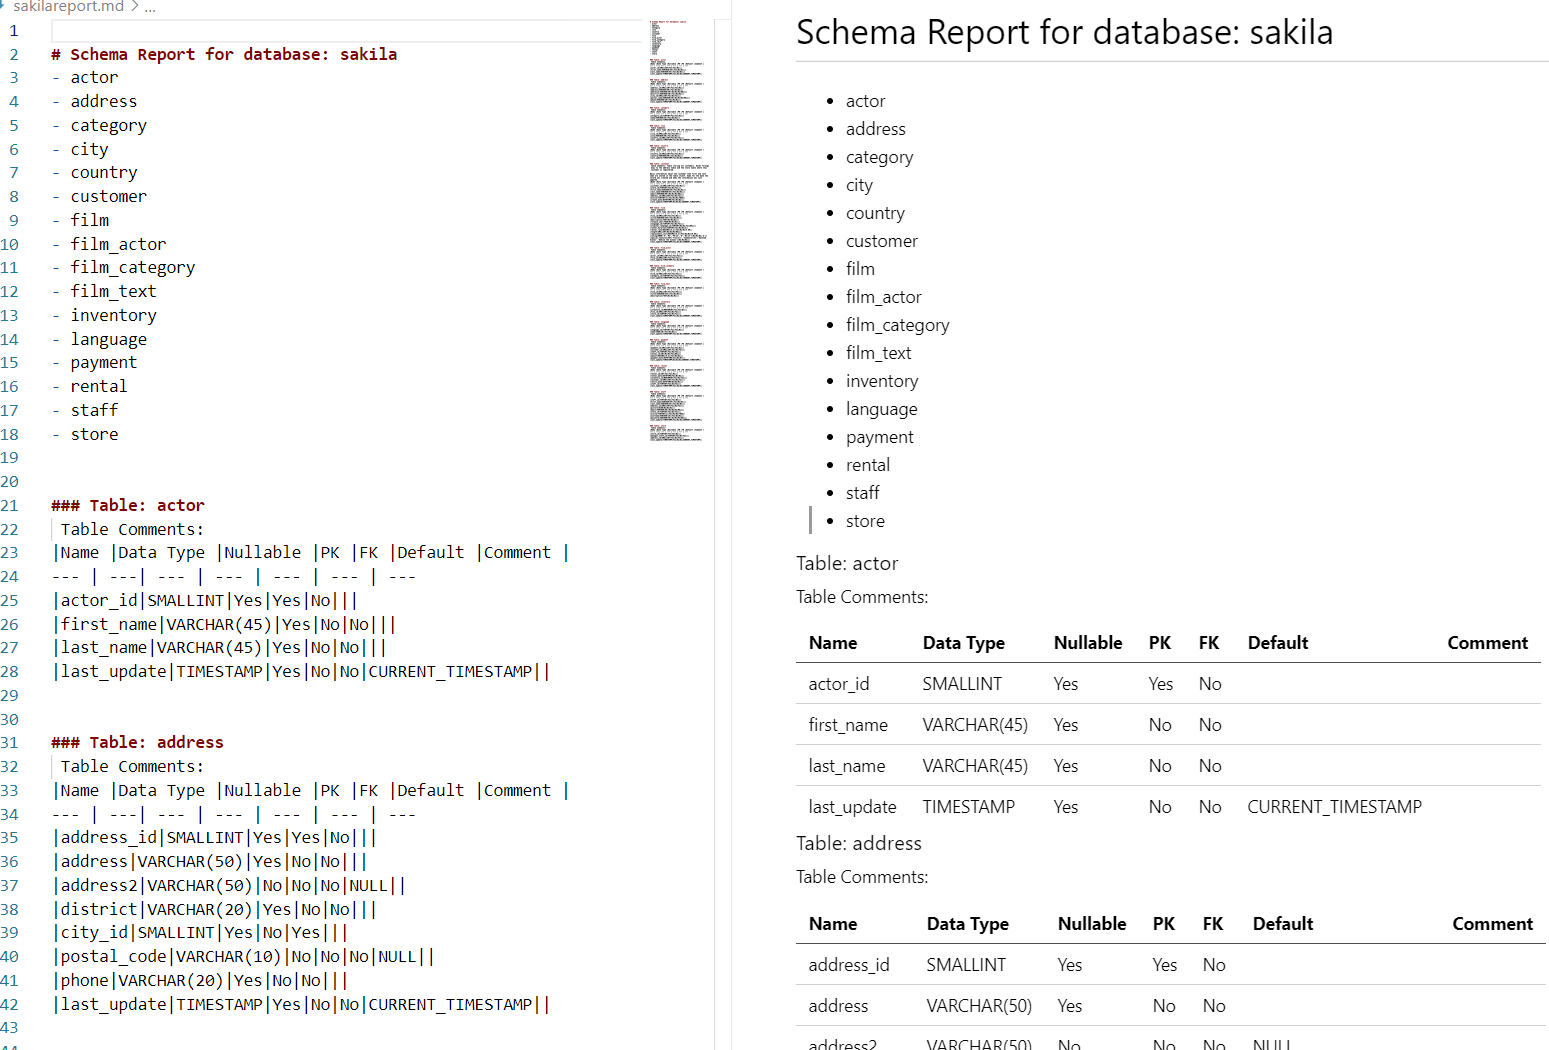 sakilareport.md > ...
1
2 # Schema Report for database: sakila
3 - actor
4 - address
5 - category
6 - city
7 - country
8 - customer
9 - film
10 - film_actor
11 - film_category
12 - film_text
13 - inventory
14 - language
15 - payment
16 - rental
17 - staff
18 - store
19
20
21 ### Table: actor
22 Table Comments:
23 |Name |Data Type |Nullable |PK |FK |Default |Comment |
24 --- | ---| --- | --- | --- | --- | ---
25 |actor_id|SMALLINT|Yes|Yes|No|||
26 |first_name|VARCHAR(45)|Yes|No|No|||
27 |last_name|VARCHAR(45)|Yes|No|No|||
28 |last_update|TIMESTAMP|Yes|No|No|CURRENT_TIMESTAMP||
29
30
31 ### Table: address
32 Table Comments:
33 |Name |Data Type |Nullable |PK |FK |Default |Comment |
34 --- | ---| --- | --- | --- | --- | ---
35 |address_id|SMALLINT|Yes|Yes|No|||
36 |address|VARCHAR(50)|Yes|No|No|||
37 |address2|VARCHAR(50)|No|No|No|NULL||
38 |district|VARCHAR(20)|Yes|No|No|||
39 |city_id|SMALLINT|Yes|No|Yes|||
40 |postal_code|VARCHAR(10)|No|No|No|NULL||
41 |phone|VARCHAR(20)|Yes|No|No|||
42 |last_update|TIMESTAMP|Yes|No|No|CURRENT_TIMESTAMP||
43
44
Schema Report for database: sakila
• actor
• address
• category
• city
• country
• customer
• film
• film_actor
• film_category
• film_text
• inventory
• language
• payment
• rental
• staff
• store
Table: actor
Table Comments:
Name Data Type Nullable PK FK Default Comment
actor_id SMALLINT Yes Yes No
first_name VARCHAR(45) Yes No No
last_name VARCHAR(45) Yes No No
last_update TIMESTAMP Yes No No CURRENT_TIMESTAMP
Table: address
Table Comments:
Name Data Type Nullable PK FK Default Comment
address_id SMALLINT Yes Yes No
address VARCHAR(50) Yes No No
address2 VARCHAR(50) No No No NULL